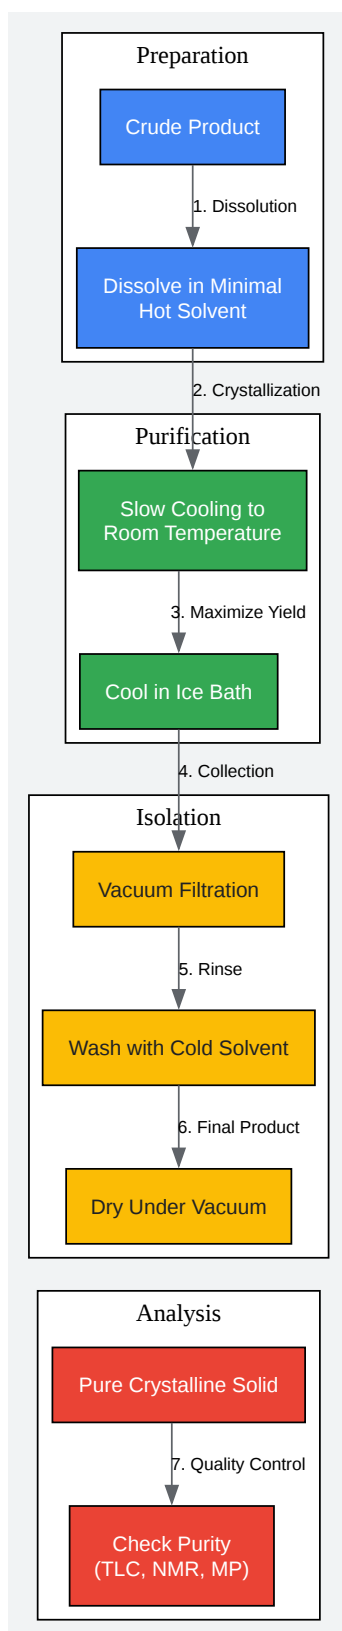 Preparation
Crude Product
1. Dissolution
Dissolve in Minimal
Hot Solvent
2. Crystallization
Purification
Slow Cooling to
Room Temperature
3. Maximize Yield
Cool in Ice Bath
4. Collection
Isolation
Vacuum Filtration
5. Rinse
Wash with Cold Solvent
6. Final Product
Dry Under Vacuum
Analysis
Pure Crystalline Solid
7. Quality Control
Check Purity
(TLC, NMR, MP)